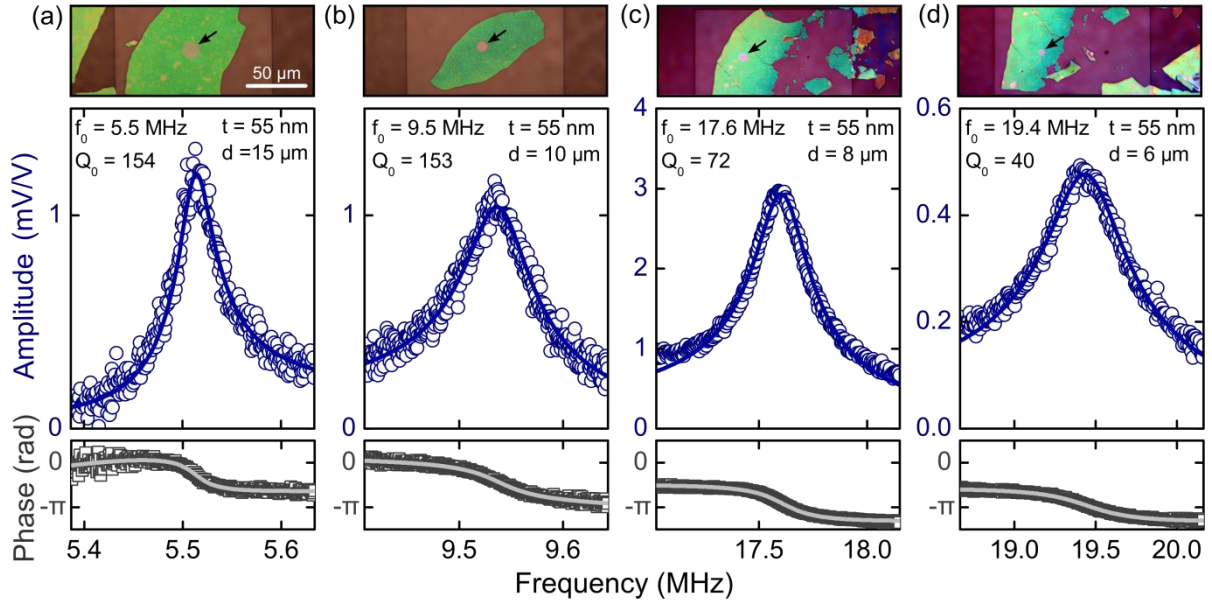 (a)
50 μm
(b)
(c)
(d)
Amplitude (mV/V)
Phase (rad)
f₀ = 5.5 MHz t = 55 nm
Q₀ = 154 d =15 μm
1
0
0
-π
5.4 5.5 5.6
f₀ = 9.5 MHz t = 55 nm
Q₀ = 153 d = 10 μm
1
0
0
-π
9.5 9.6
f₀ = 17.6 MHz t = 55 nm
Q₀ = 72 d = 8 μm
4
3
2
1
0
0
-π
17.5 18.0
f₀ = 19.4 MHz t = 55 nm
Q₀ = 40 d = 6 μm
0.6
0.4
0.2
0.0
0
-π
19.0 19.5 20.0
Frequency (MHz)